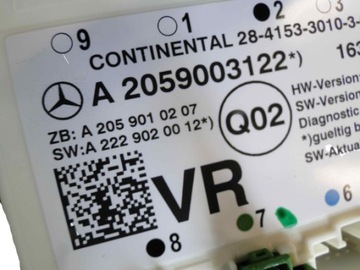 9 1 2 3
CONTINENTAL 28-4153-3010-3-
A 2059003122*) 163
ZB: A 205 901 02 07
SW: A 222 902 00 12*)
Q02
HW-Version
SW-Version
Diagnostic
*)gueltig b
SW-Aktua
VR
8 7 6